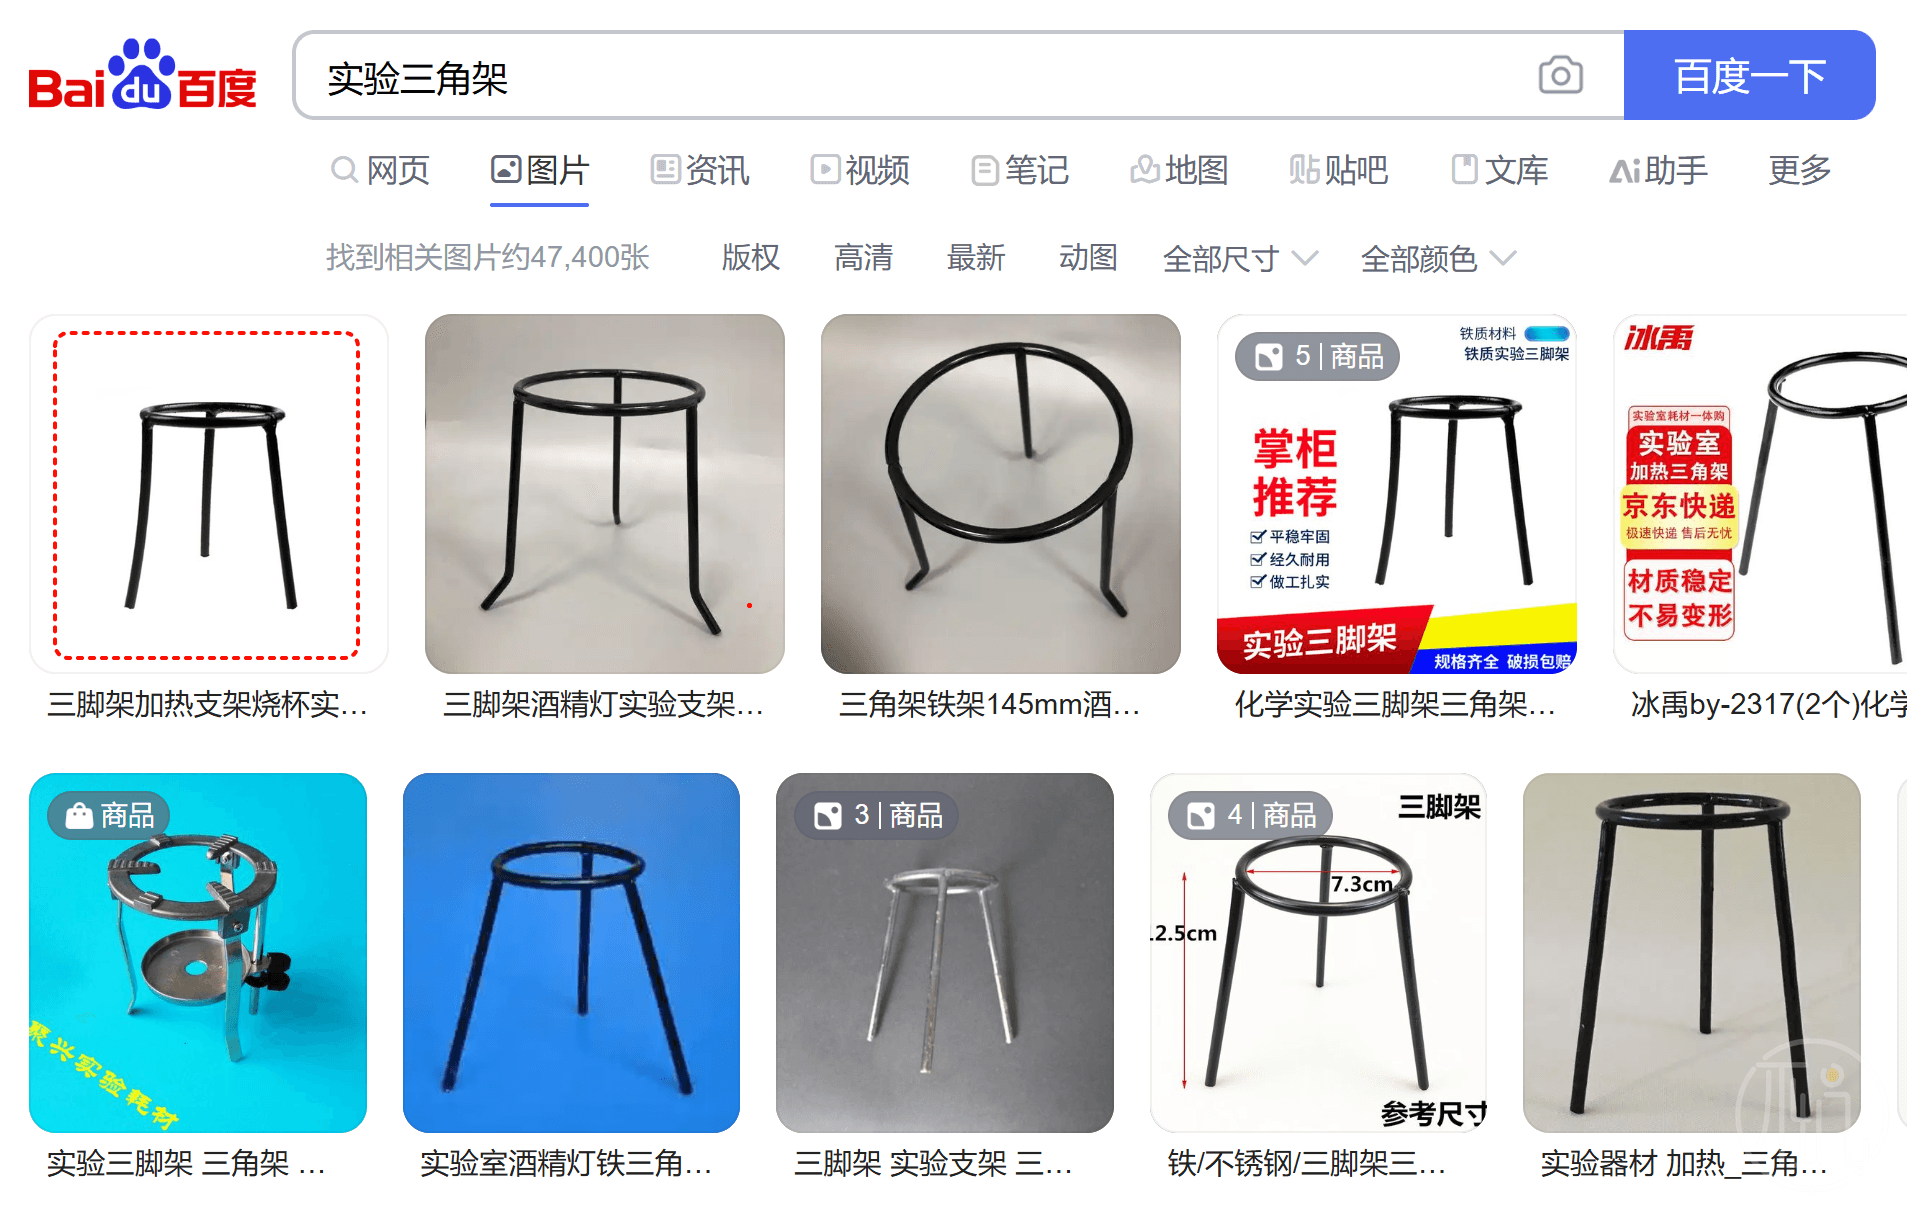 Bai du 百度
实验三角架
百度一下
网页 图片 资讯 视频 笔记 地图 贴 贴吧 文库 Ai助手 更多
找到相关图片约47,400张 版权 高清 最新 动图 全部尺寸 全部颜色
5 | 商品
铁质材料
铁质实验三脚架
掌柜
推荐
平稳牢固
经久耐用
做工扎实
实验三脚架
规格齐全 破损包赔
冰禹
实验室耗材一体购
实验室
加热三角架
京东快递
极速快递 售后无忧
材质稳定
不易变形
三脚架加热支架烧杯实...
三脚架酒精灯实验支架...
三角架铁架145mm酒...
化学实验三脚架三角架...
冰禹by-2317(2个)化学
商品
聚兴实验耗材
3 | 商品
4 | 商品
三脚架
7.3cm
2.5cm
参考尺寸
实验三脚架 三角架 ...
实验室酒精灯铁三角...
三脚架 实验支架 三...
铁/不锈钢/三脚架三...
实验器材 加热_三角...